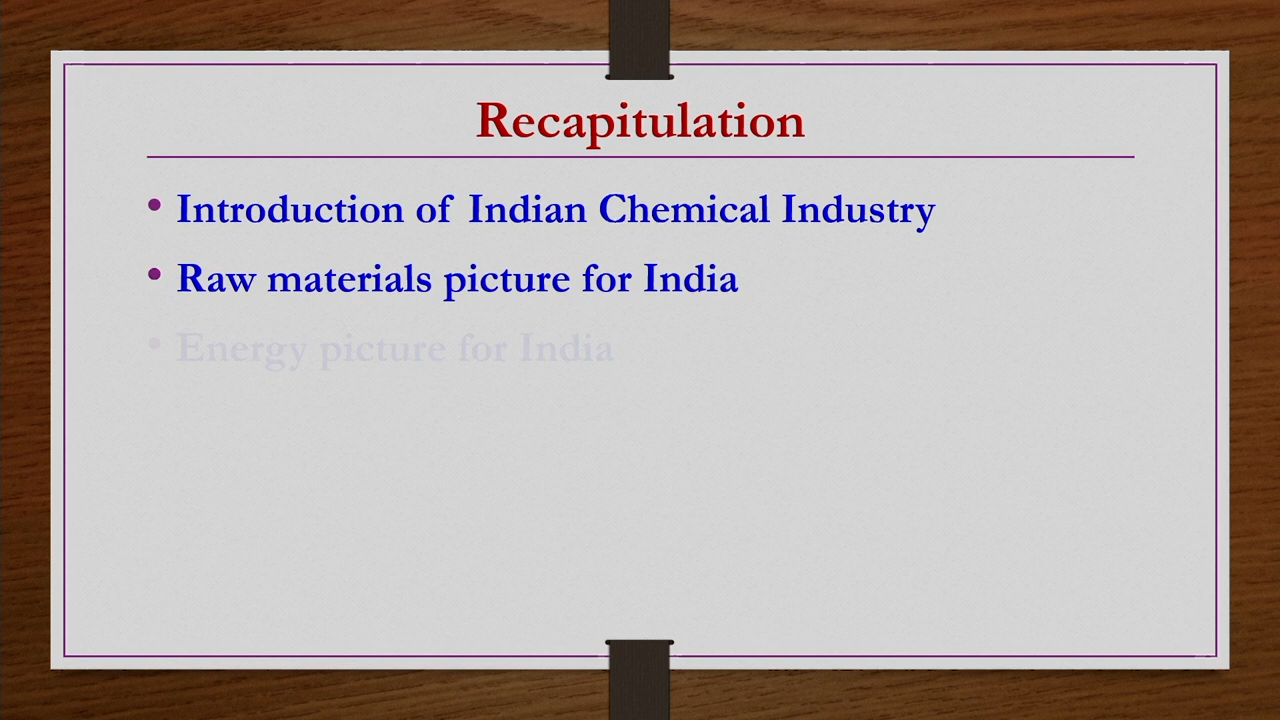 Recapitulation
• Introduction of Indian Chemical Industry
• Raw materials picture for India
• Energy picture for India